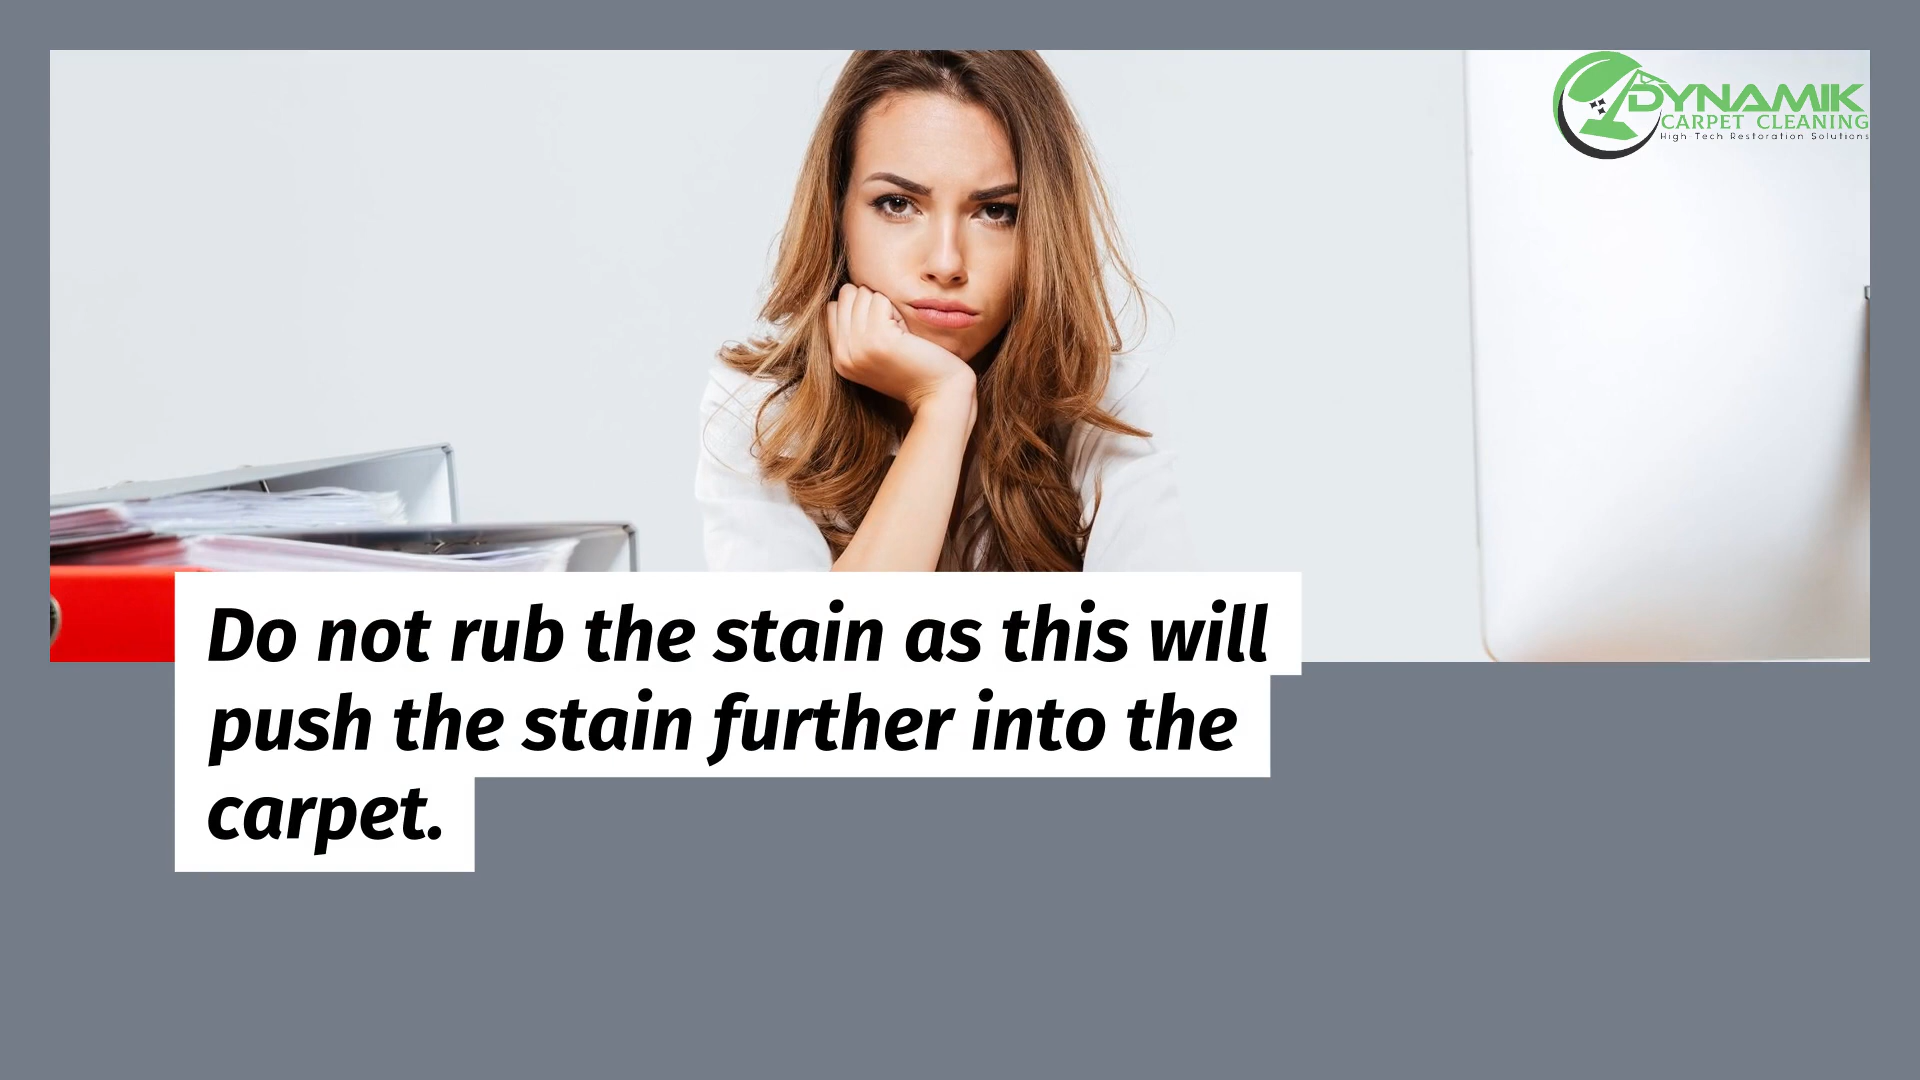 DYNAMIK
CARPET CLEANING
High Tech Restoration Solutions
Do not rub the stain as this will
push the stain further into the
carpet.